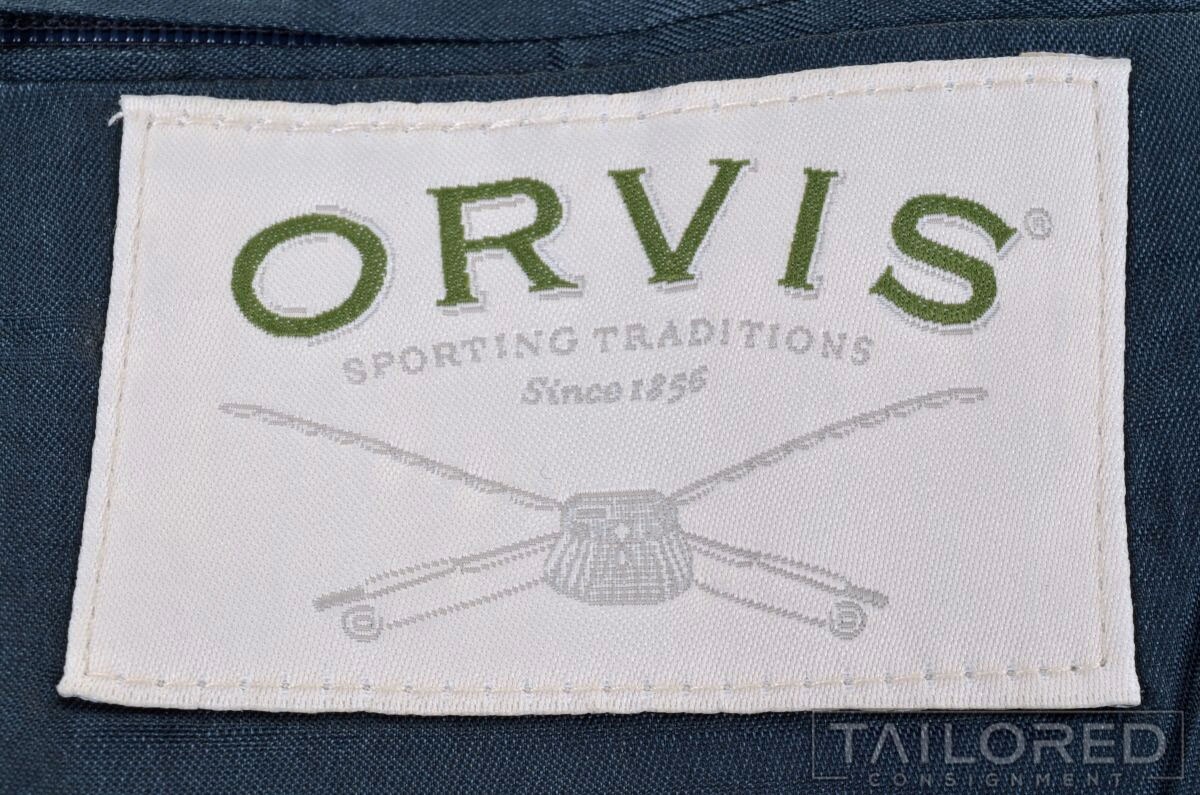 ORVIS®
SPORTING TRADITIONS
Since 1856
TAILORED
CONSIGNMENT